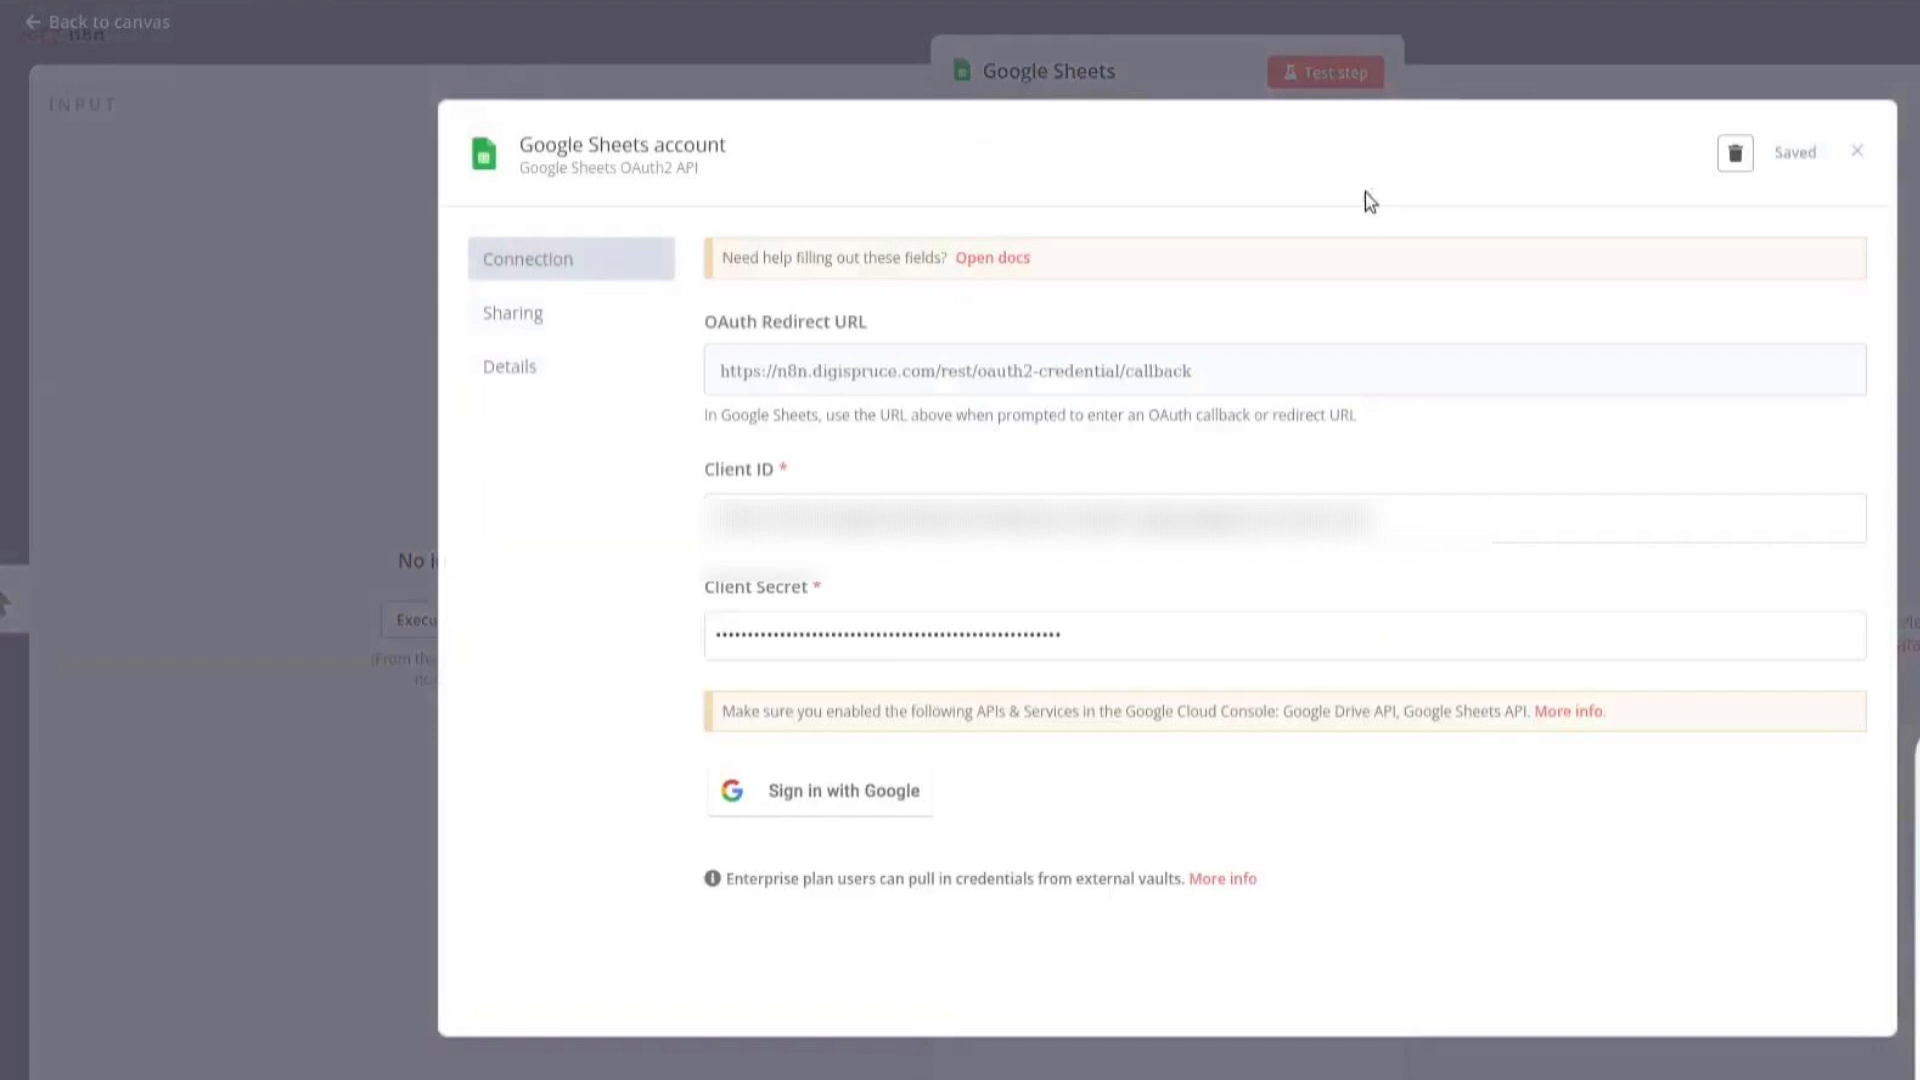 Back to canvas
n8n
INPUT
Google Sheets
Test step
Google Sheets account
Google Sheets OAuth2 API
Saved
Connection
Sharing
Details
Need help filling out these fields? Open docs
OAuth Redirect URL
https://n8n.digispruce.com/rest/oauth2-credential/callback
In Google Sheets, use the URL above when prompted to enter an OAuth callback or redirect URL
Client ID *
No
Client Secret *
Execu
••••••••••••••••••••••••••••••••••••••••••••••••••••••
(From the
Make sure you enabled the following APIs & Services in the Google Cloud Console: Google Drive API, Google Sheets API. More info.
Sign in with Google
Enterprise plan users can pull in credentials from external vaults. More info